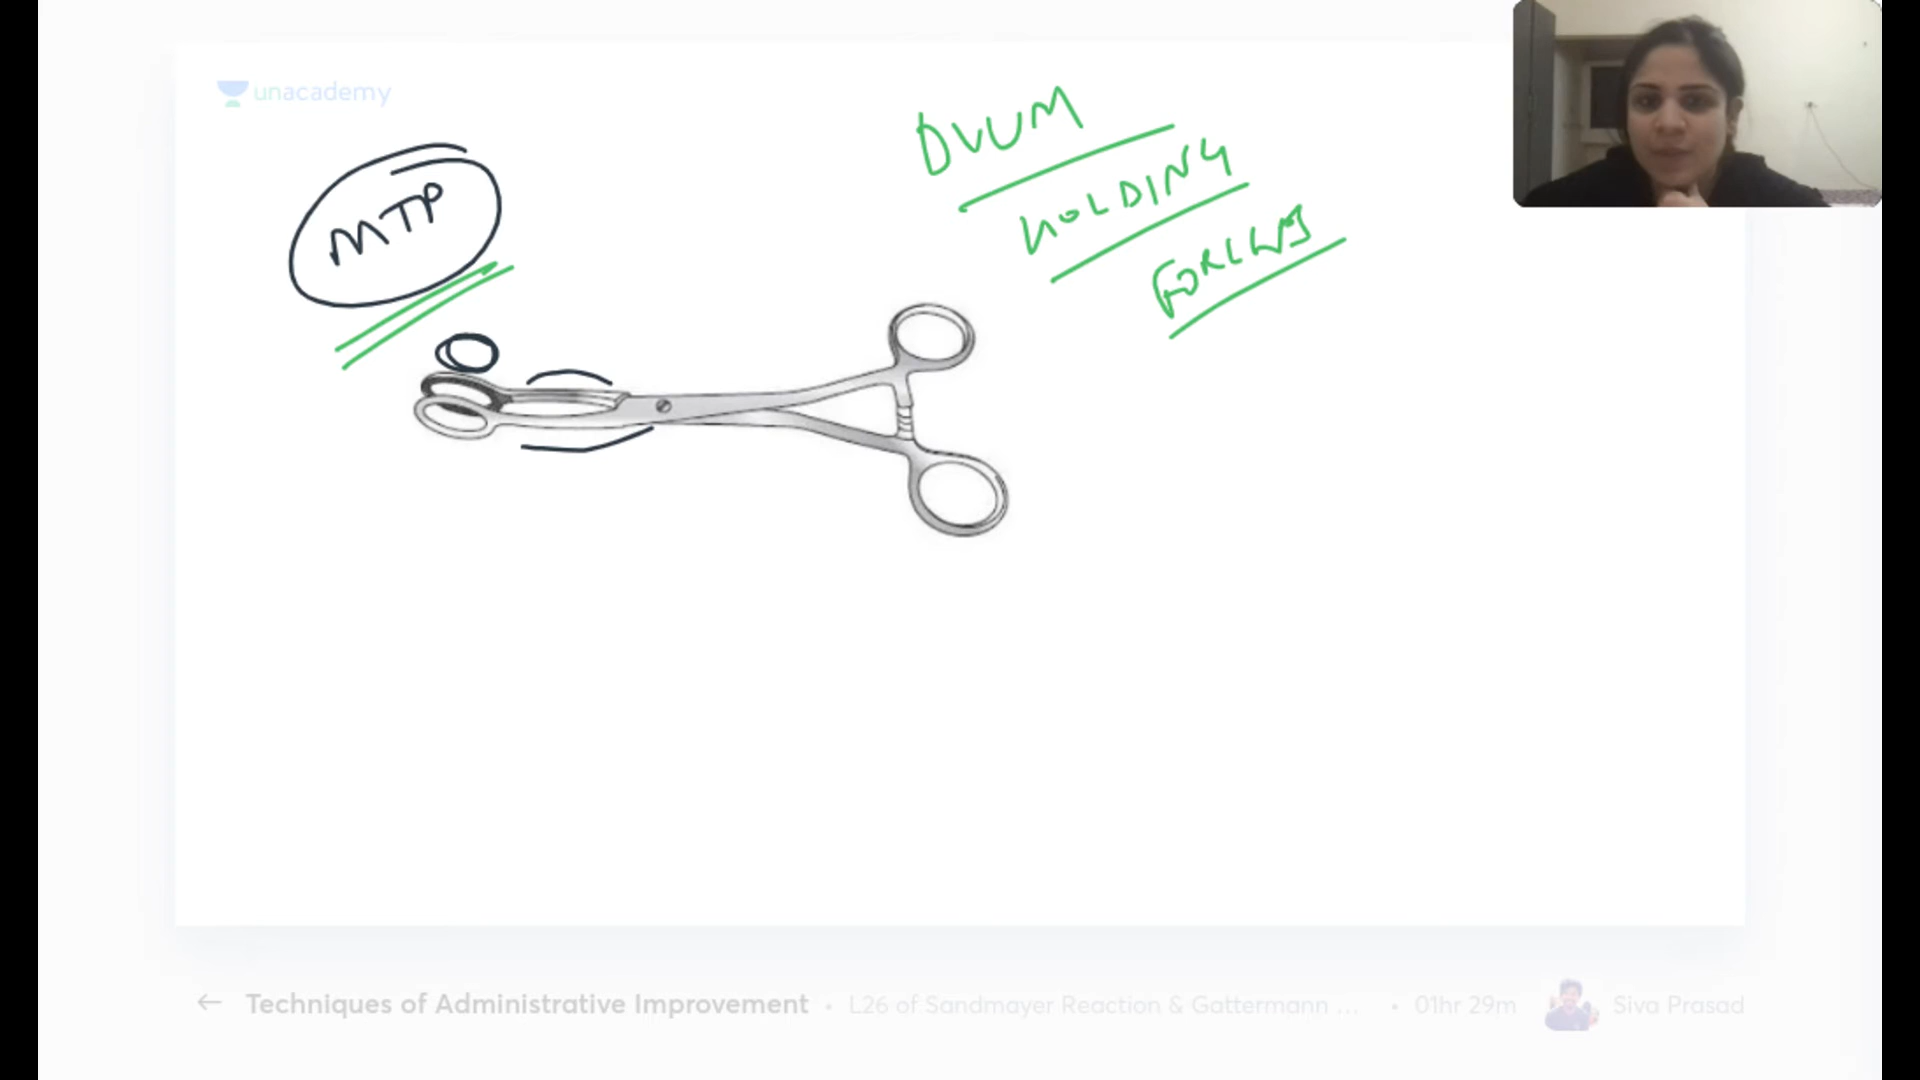 unacademy
MTP
OVUM
HOLDING
FORCEPS
← Techniques of Administrative Improvement • L26 of Sandmayer Reaction & Gattermann ... • 01hr 29m Siva Prasad